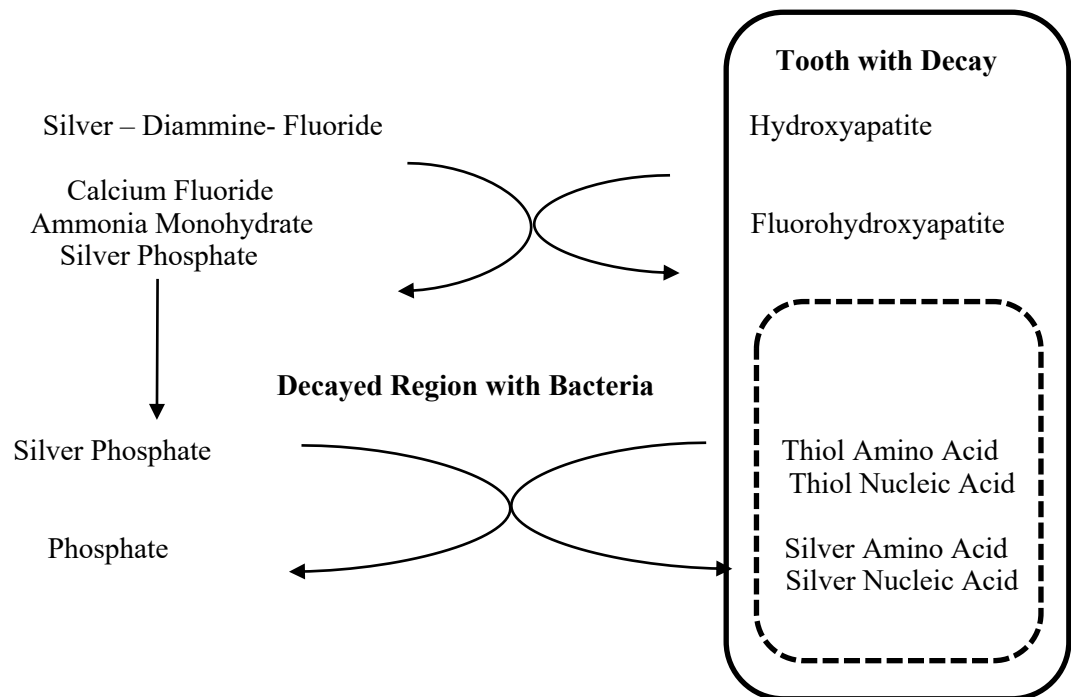 Tooth with Decay
Silver – Diammine- Fluoride
Hydroxyapatite
Calcium Fluoride
Ammonia Monohydrate
Silver Phosphate
Fluorohydroxyapatite
Decayed Region with Bacteria
Silver Phosphate
Thiol Amino Acid
Thiol Nucleic Acid
Phosphate
Silver Amino Acid
Silver Nucleic Acid